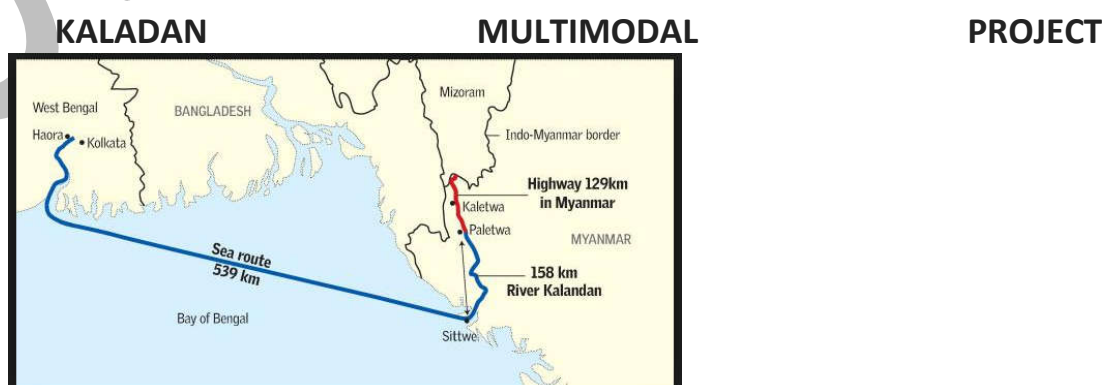 KALADAN MULTIMODAL PROJECT
Mizoram
West Bengal
BANGLADESH
Haora
Kolkata
Indo-Myanmar border
Highway 129km
in Myanmar
Kaletwa
Paletwa
MYANMAR
Sea route
539 km
158 km
River Kalandan
Bay of Bengal
Sittwe